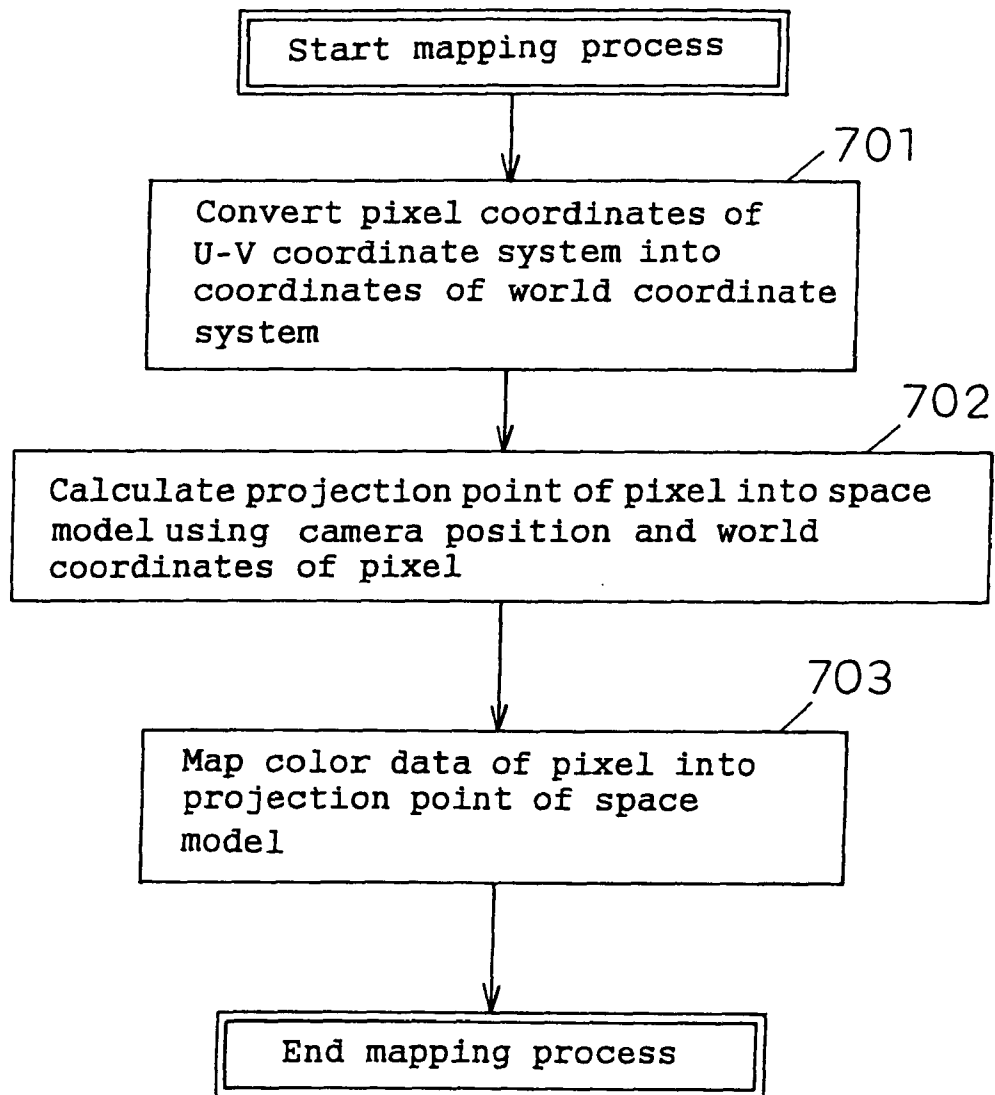 Start mapping process
701
Convert pixel coordinates of
U-V coordinate system into
coordinates of world coordinate
system
702
Calculate projection point of pixel into space
model using camera position and world
coordinates of pixel
703
Map color data of pixel into
projection point of space
model
End mapping process